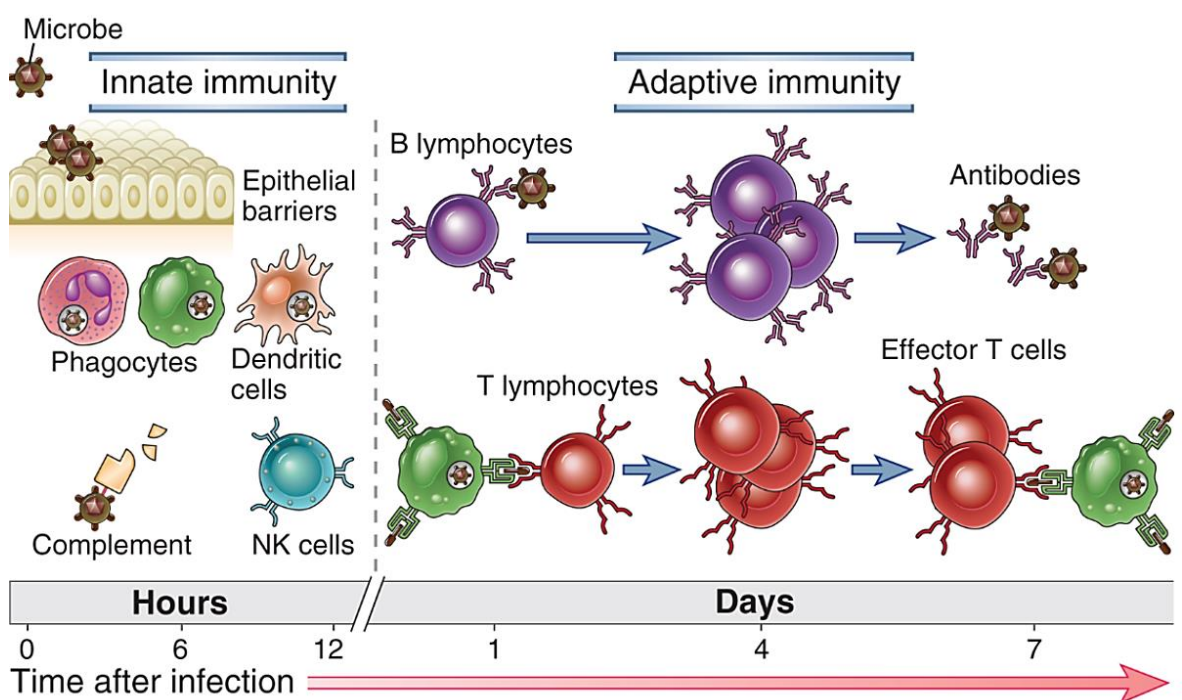 Microbe
Innate immunity
Adaptive immunity
Epithelial
barriers
B lymphocytes
Antibodies
Phagocytes
Dendritic
cells
T lymphocytes
Effector T cells
Complement
NK cells
Hours
Days
0
6
12
1
4
7
Time after infection